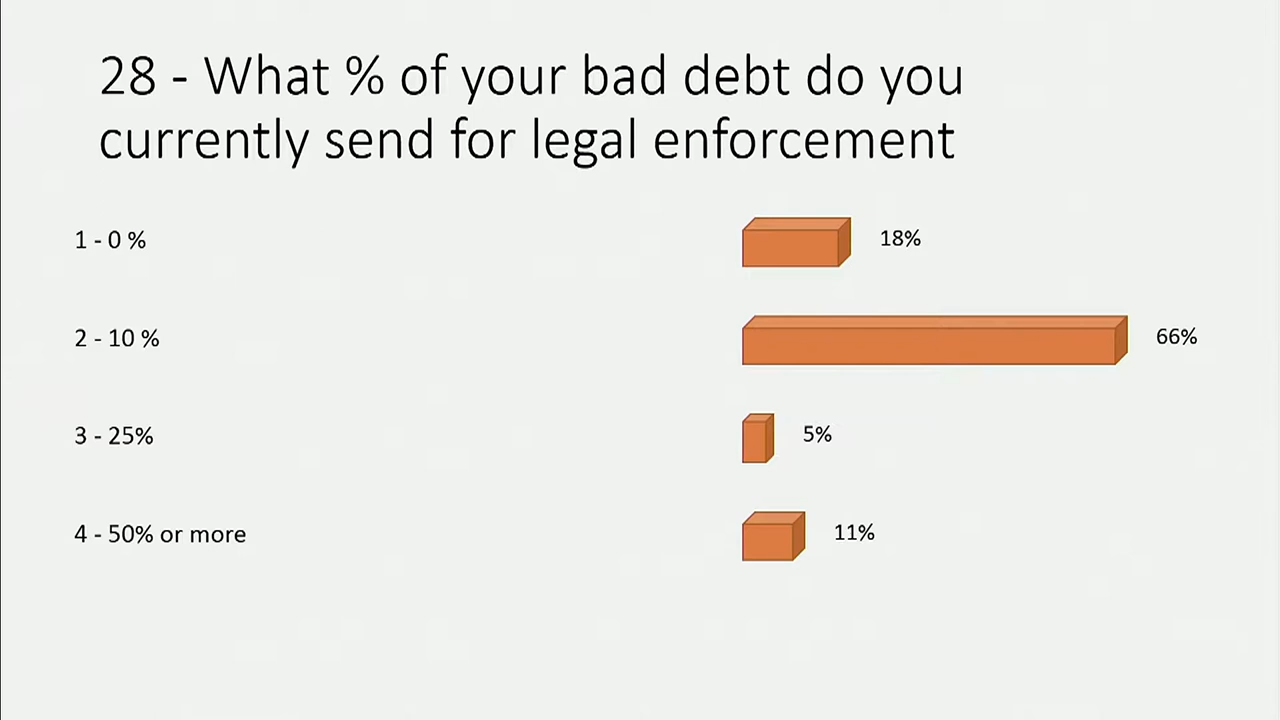 28 - What % of your bad debt do you
currently send for legal enforcement
1 - 0 %
18%
2 - 10 %
66%
3 - 25%
5%
4 - 50% or more
11%